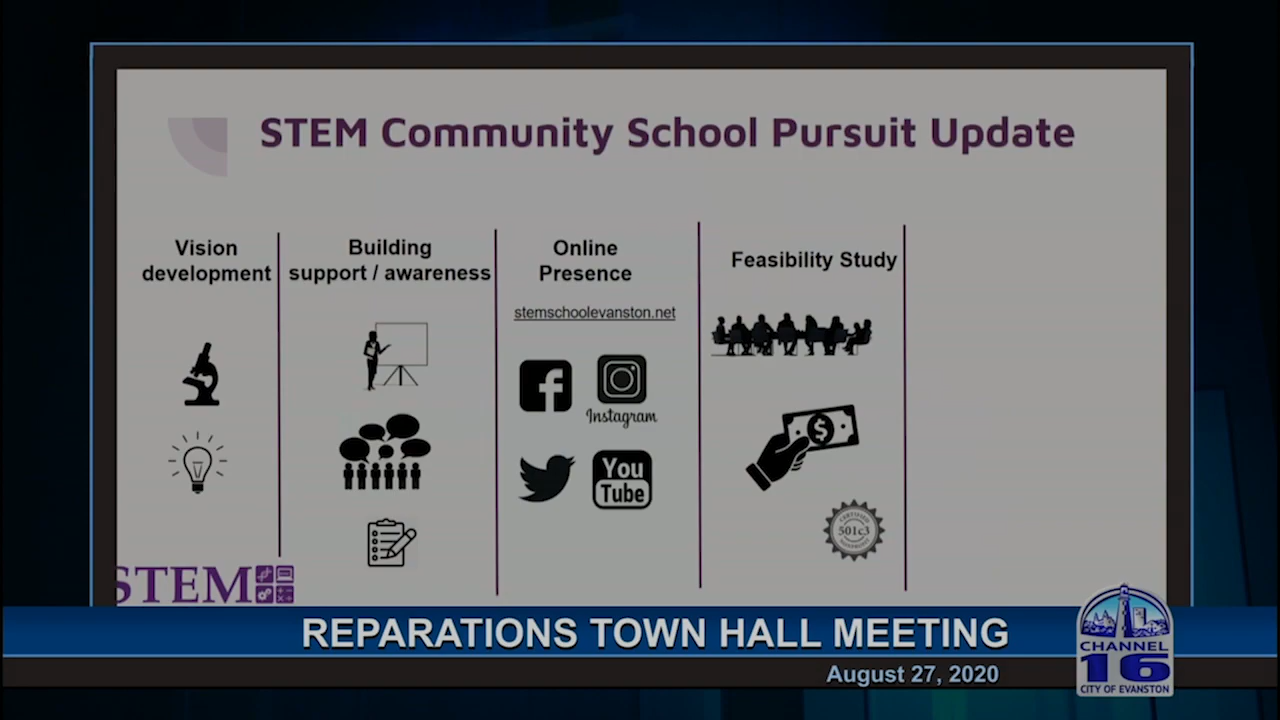 STEM Community School Pursuit Update
Vision
development
Building
support / awareness
Online
Presence
stemschoolevanston.net
Instagram
You
Tube
Feasibility Study
$
CERTIFIED
501c3
STEM
REPARATIONS TOWN HALL MEETING
August 27, 2020
CHANNEL
16
CITY OF EVANSTON